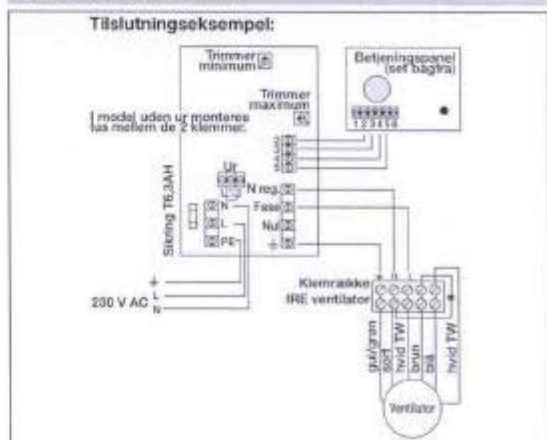 Tilslutningseksempel:
Trimmer
minimum
Trimmer
maximum
Betjeningspanel
(set bagfra)
1 2 3 4 5 6
I model uden ur monteres
lus mellem de 2 klemmer.
Ur
Sikring T6,3AH
N
L
PE
N reg.
Fase
Nul
230 V AC
L
N
Klemrække
IRE ventilator
gul/grøn
sort
hvid TW
brun
blå
hvid TW
Ventilator